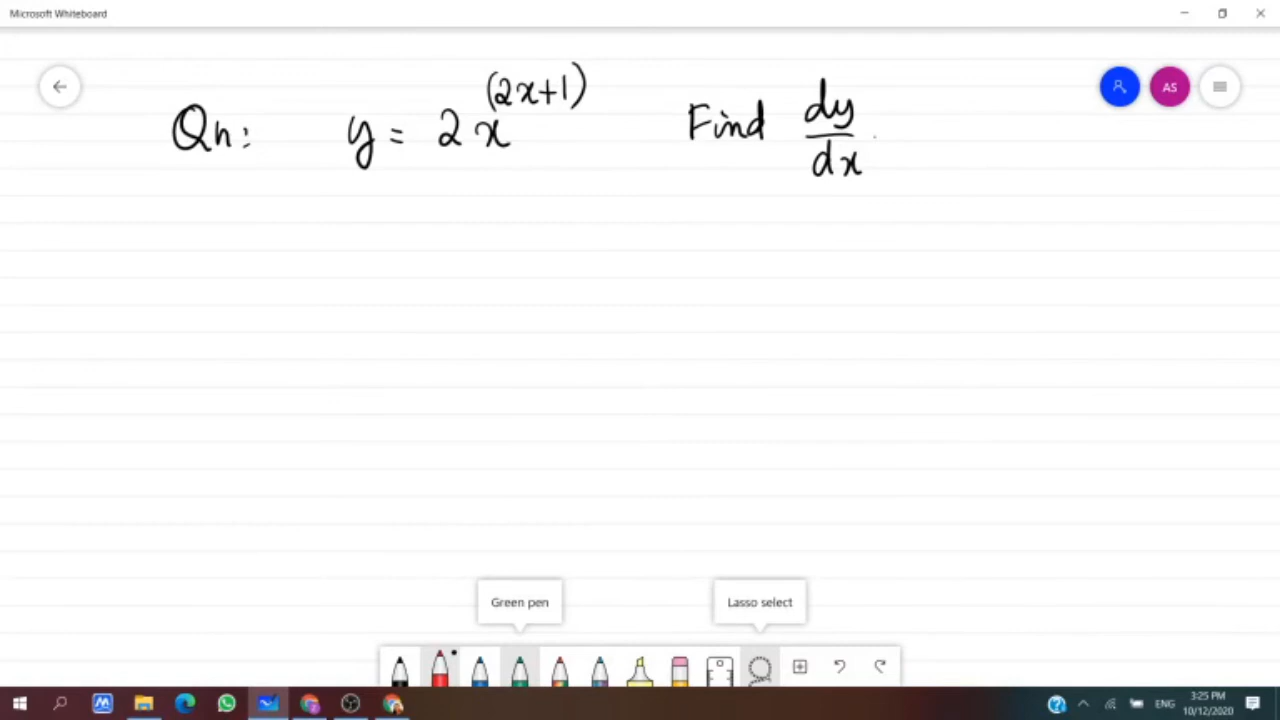 Microsoft Whiteboard
AS
Qn: y = 2x^(2x+1) Find dy/dx
Green pen
Lasso select
ENG
3:25 PM
10/12/2020